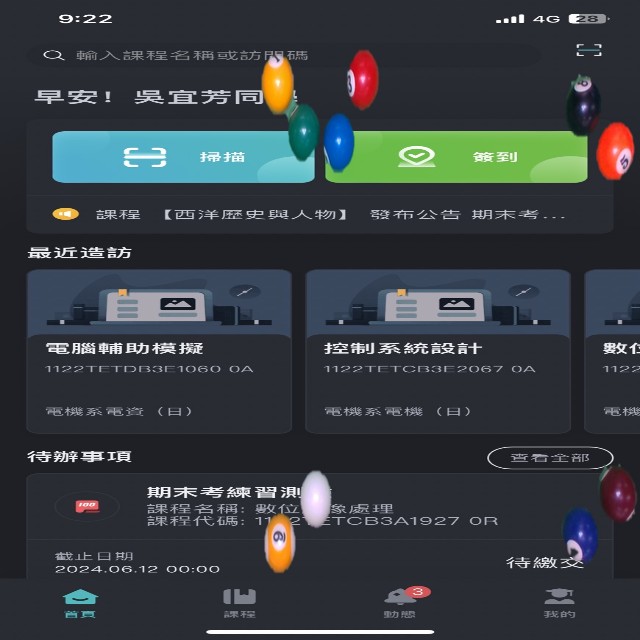 9:22
4G 28
輸入課程名稱或訪問碼
早安! 吳宜芳同
掃描
簽到
課程 【西洋歷史與人物】 發布公告 期末考...
最近造訪
電腦輔助模擬
1122TETDB3E1060 0A
電機系電資 (日)
控制系統設計
1122TETCB3E2067 0A
電機系電機 (日)
數位
1122
電機
待辦事項
查看全部
100
期末考練習測
課程名稱: 數位 象處理
課程代碼: 11 2 ETCB3A1927 0R
截止日期
2024.06.12 00:00
待繳交
首頁
課程
3
動態
我的